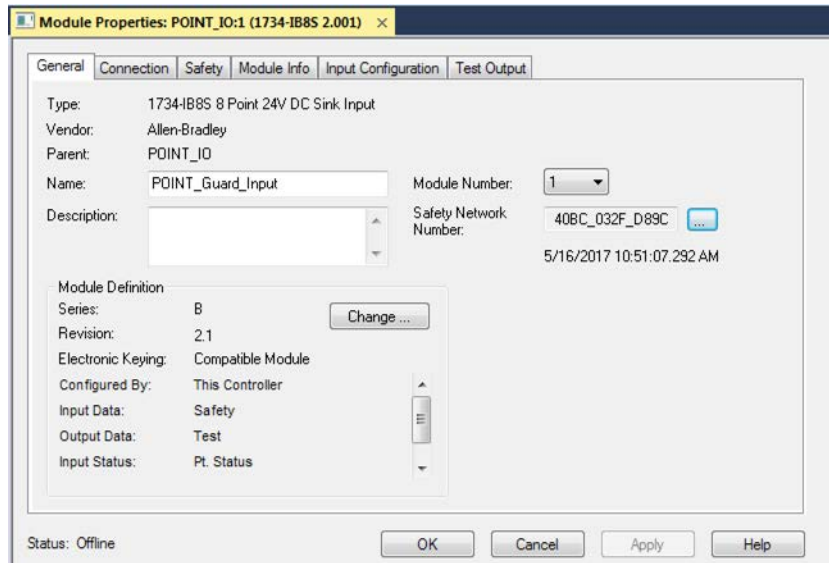 Module Properties: POINT_IO:1 (1734-IB8S 2.001) ×
General Connection Safety Module Info Input Configuration Test Output
Type: 1734-IB8S 8 Point 24V DC Sink Input
Vendor: Allen-Bradley
Parent: POINT_IO
Name: POINT_Guard_Input Module Number: 1
Description: Safety Network Number: 40BC_032F_D89C ...
5/16/2017 10:51:07.292 AM
Module Definition
Series: B Change ...
Revision: 2.1
Electronic Keying: Compatible Module
Configured By: This Controller
Input Data: Safety
Output Data: Test
Input Status: Pt. Status
Status: Offline OK Cancel Apply Help